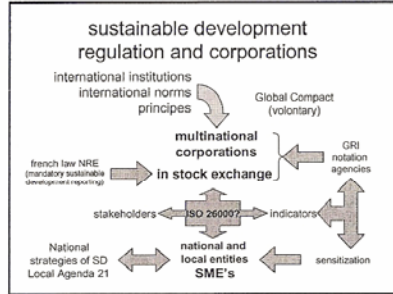 sustainable development
regulation and corporations
international institutions
international norms
principes
Global Compact
(voluntary)
multinational
corporations
GRI
notation
agencies
french law NRE
(mandatory sustainable
development reporting)
in stock exchange
stakeholders
ISO 26000?
indicators
National
strategies of SD
Local Agenda 21
national and
local entities
SME's
sensitization